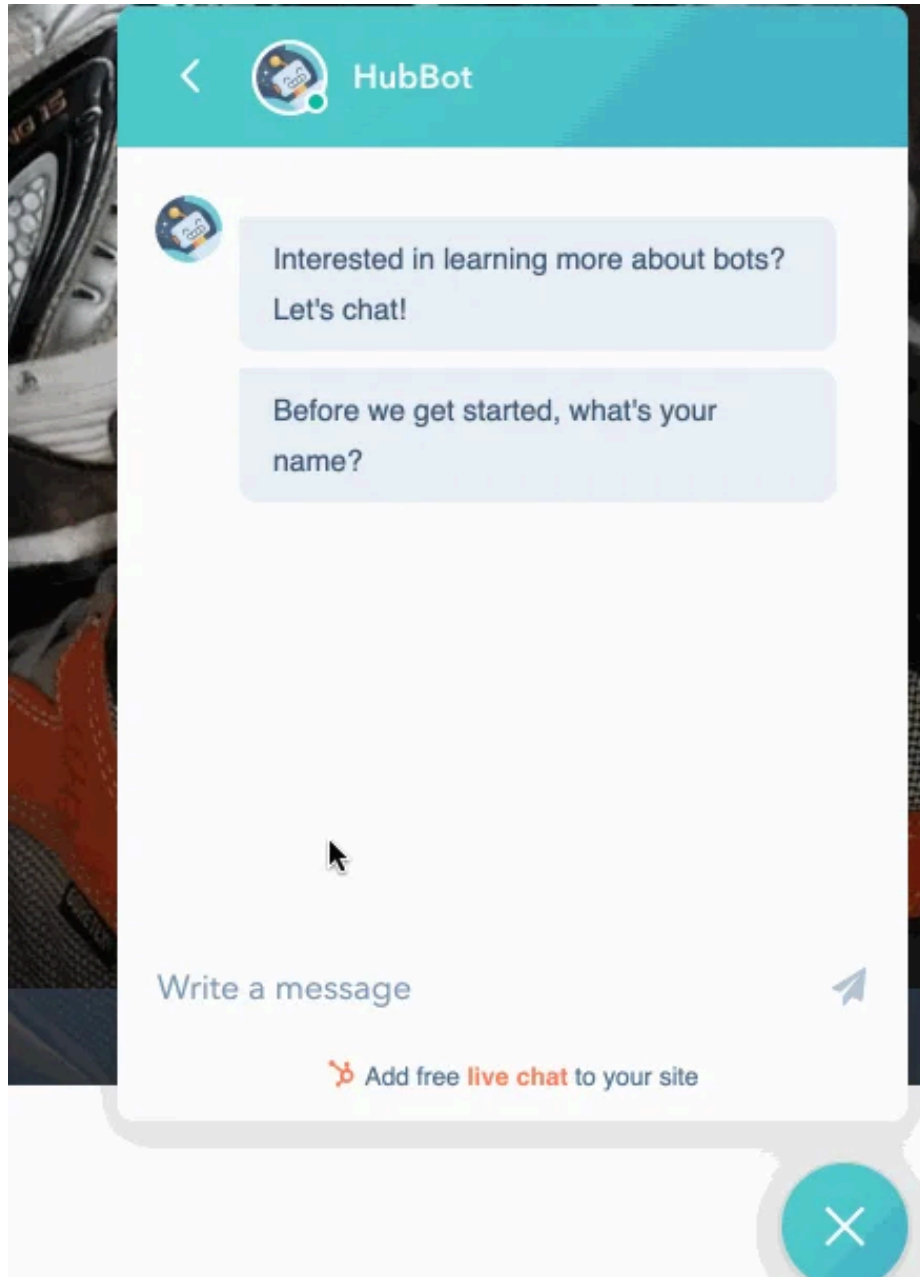 HubBot
Interested in learning more about bots?
Let's chat!
Before we get started, what's your
name?
Write a message
Add free live chat to your site